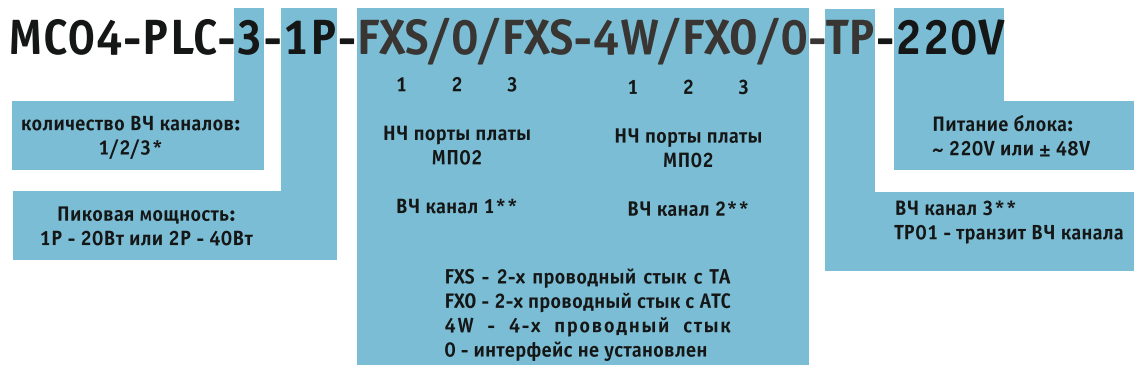 MC04-PLC-3-1P-FXS/0/FXS-4W/FXO/0-TP-220V
1 2 3
1 2 3
количество ВЧ каналов:
1/2/3*
НЧ порты платы
МП02
НЧ порты платы
МП02
Питание блока:
~ 220V или ± 48V
Пиковая мощность:
1Р - 20Вт или 2Р - 40Вт
ВЧ канал 1**
ВЧ канал 2**
ВЧ канал 3**
ТР01 - транзит ВЧ канала
FXS - 2-х проводный стык с ТА
FXO - 2-х проводный стык с АТС
4W - 4-х проводный стык
0 - интерфейс не установлен